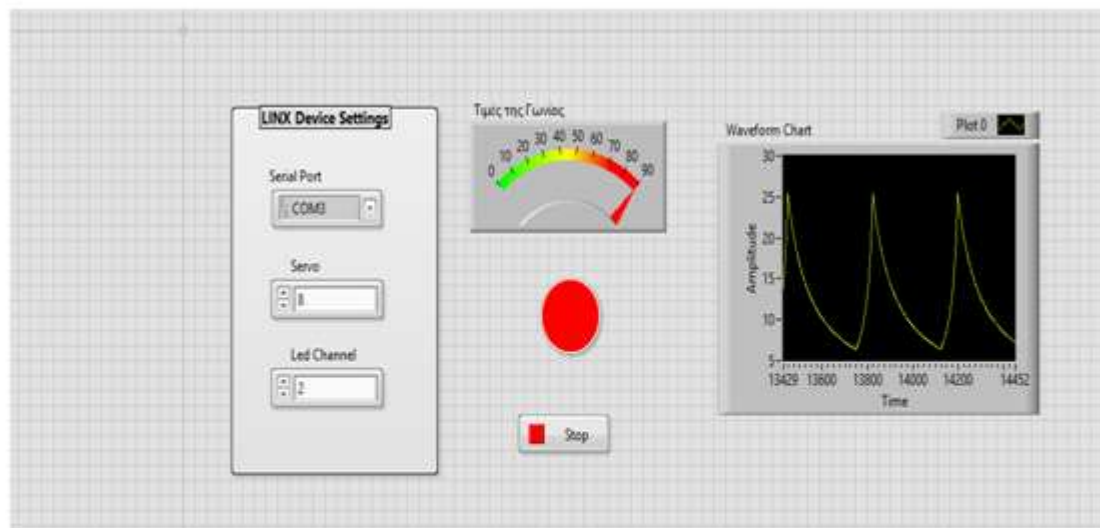 LINX Device Settings
Serial Port
COM3
Servo
8
Led Channel
2
Τιμές της Γωνίας
0 10 20 30 40 50 60 70 80 90
Stop
Waveform Chart
Plot 0
Amplitude
30
25
20
15
10
5
13429 13600 13800 14000 14200 14452
Time